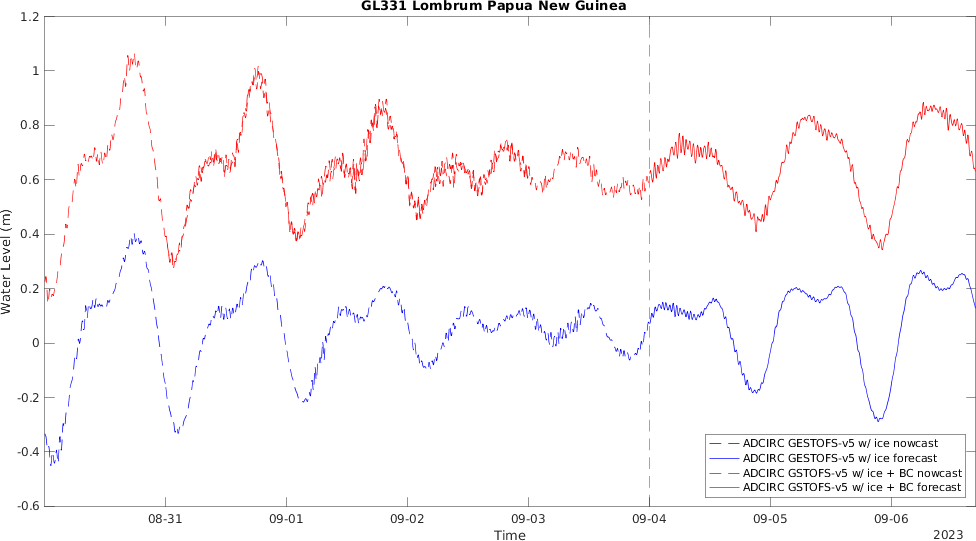 GL331 Lombrum Papua New Guinea
Water Level (m)
1.2
1
0.8
0.6
0.4
0.2
0
-0.2
-0.4
-0.6
ADCIRC GESTOFS-v5 w/ ice nowcast
ADCIRC GESTOFS-v5 w/ ice forecast
ADCIRC GSTOFS-v5 w/ ice + BC nowcast
ADCIRC GSTOFS-v5 w/ ice + BC forecast
08-31 09-01 09-02 09-03 09-04 09-05 09-06
Time
2023